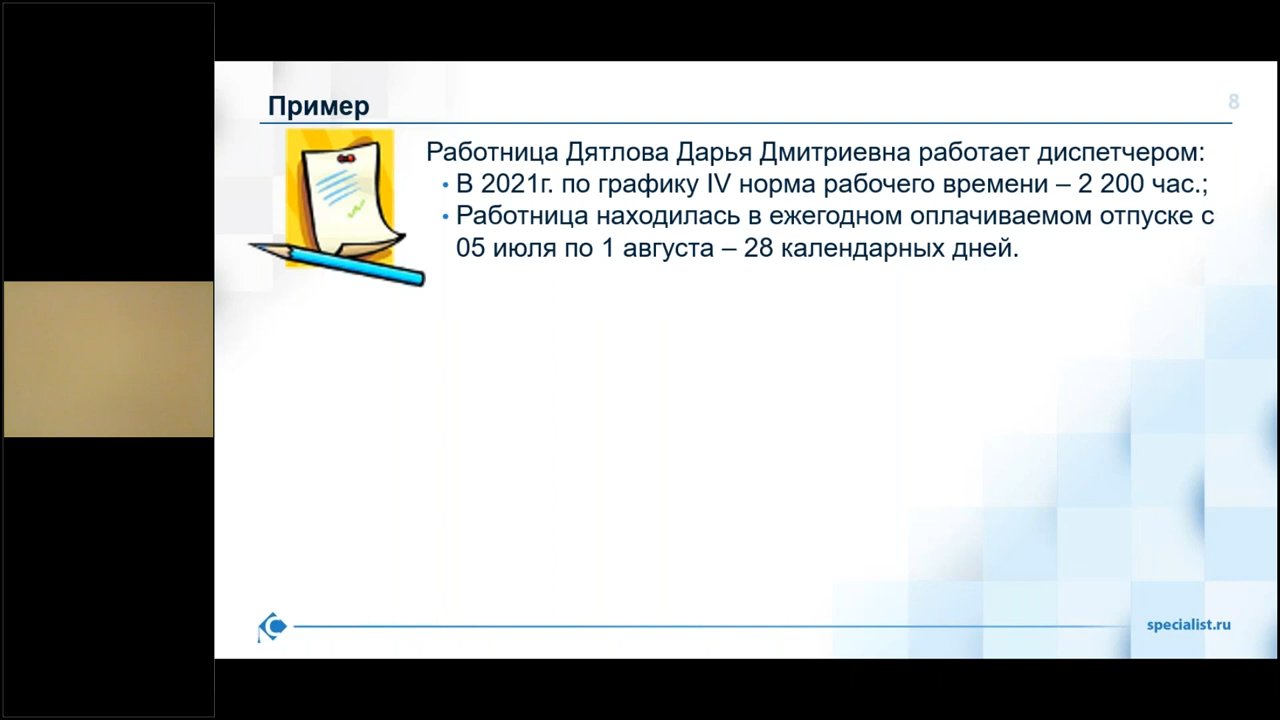 Пример
8
Работница Дятлова Дарья Дмитриевна работает диспетчером:
• В 2021г. по графику IV норма рабочего времени – 2 200 час.;
• Работница находилась в ежегодном оплачиваемом отпуске с
05 июля по 1 августа – 28 календарных дней.
specialist.ru